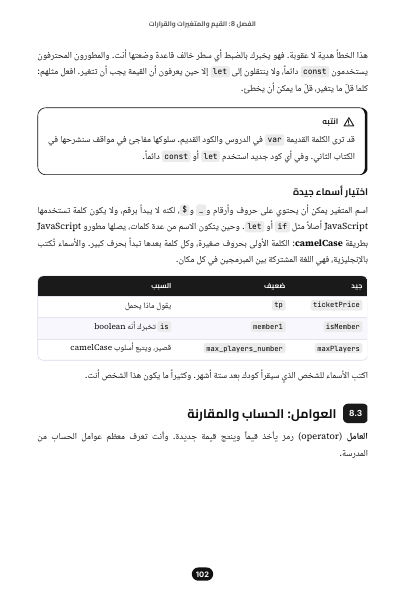 الفصل 8: القيم والمتغيرات والقرارات
هذا الخطأ هدية لا عقوبة. فهو يخبرك بالضبط أي سطر خالف قاعدة وضعتها أنت. والمطورون المحترفون
يستخدمون const دائماً، ولا ينتقلون إلى let إلا حين يعرفون أن القيمة يجب أن تتغير. افعل مثلهم:
كلما قلّ ما يتغير، قلّ ما يمكن أن يخطئ.
انتبه
قد ترى الكلمة القديمة var في الدروس والكود القديم. سلوكها مفاجئ في مواقف سنشرحها في
الكتاب الثاني. وفي أي كود جديد استخدم let أو const دائماً.
اختيار أسماء جيدة
اسم المتغير يمكن أن يحتوي على حروف وأرقام و _ و $، لكنه لا يبدأ برقم، ولا يكون كلمة تستخدمها
JavaScript أصلاً مثل if أو let. وحين يتكون الاسم من عدة كلمات، يصلها مطورو JavaScript
بطريقة camelCase: الكلمة الأولى بحروف صغيرة، وكل كلمة بعدها تبدأ بحرف كبير. والأسماء تُكتب
بالإنجليزية، فهي اللغة المشتركة بين المبرمجين في كل مكان.
جيد ضعيف السبب
ticketPrice tp يقول ماذا يحمل
isMember member1 is تخبرك أنه boolean
maxPlayers max_players_number قصير، ويتبع أسلوب camelCase
اكتب الأسماء للشخص الذي سيقرأ كودك بعد ستة أشهر. وكثيراً ما يكون هذا الشخص أنت.
8.3 العوامل: الحساب والمقارنة
العامل (operator) رمز يأخذ قيماً وينتج قيمة جديدة. وأنت تعرف معظم عوامل الحساب من
المدرسة.
102